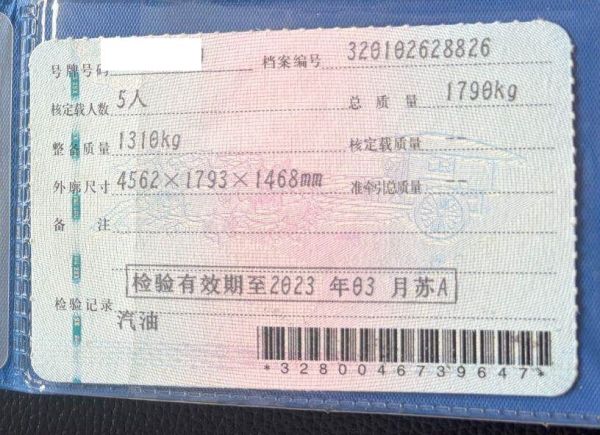 号牌号码 档案编号 320102628826
核定载人数 5人 总质量 1790kg
整备质量 1310kg 核定载质量 --
外廓尺寸 4562×1793×1468mm 准牵引总质量 --
备注
检验有效期至2023 年03 月苏A
检验记录
汽油
*3280046739647*